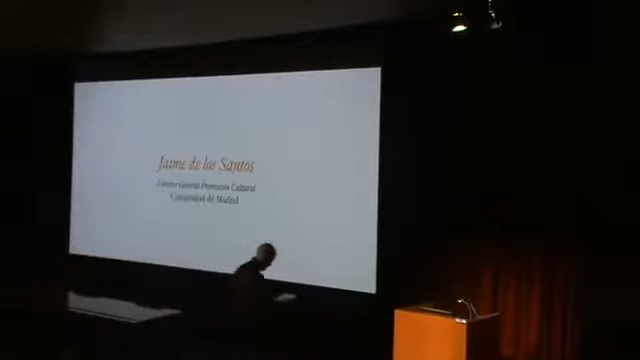 Jaime de los Santos
Director General Promoción Cultural
Comunidad de Madrid